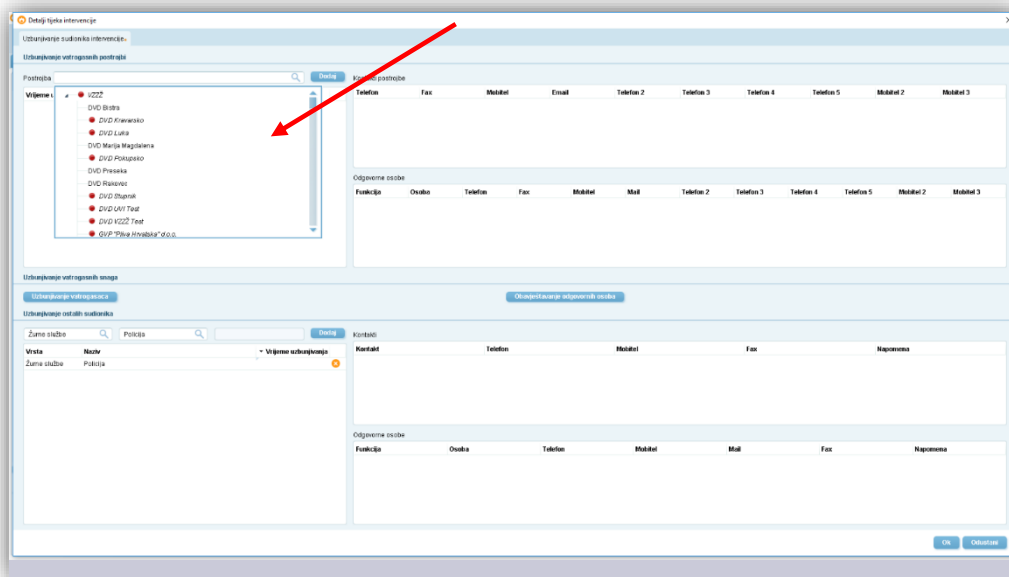 Detalji tijeka intervencije
Uzbunjivanje sudionika intervencije.
Uzbunjivanje vatrogasnih postrojbi
Postrojba Dodaj
Vrijeme u
VZZŽ
DVD Bistra
DVD Kravarsko
DVD Luka
DVD Marija Magdalena
DVD Pokupsko
DVD Preseka
DVD Rakovec
DVD Stupnik
DVD UVI Test
DVD VZZŽ Test
GVP "Pliva Hrvatska" d.o.o.
postrojbe
Telefon Fax Mobitel Email Telefon 2 Telefon 3 Telefon 4 Telefon 5 Mobitel 2 Mobitel 3
Odgovorne osobe
Funkcija Osoba Telefon Fax Mobitel Mail Telefon 2 Telefon 3 Telefon 4 Telefon 5 Mobitel 2 Mobitel 3
Uzbunjivanje vatrogasnih snaga
Uzbunjivanje vatrogasaca Obavještavanje odgovornih osoba
Uzbunjivanje ostalih sudionika
Žurne službe Policija Dodaj
Vrsta Naziv Vrijeme uzbunjivanja
Žurne službe Policija
Kontakti
Kontakt Telefon Mobitel Fax Napomena
Odgovorne osobe
Funkcija Osoba Telefon Mobitel Mail Fax Napomena
Ok Odustani